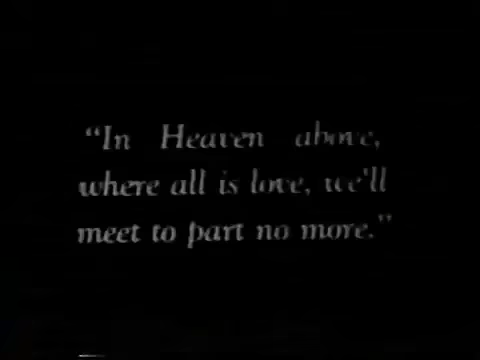 “In Heaven above,
where all is love, we'll
meet to part no more.”